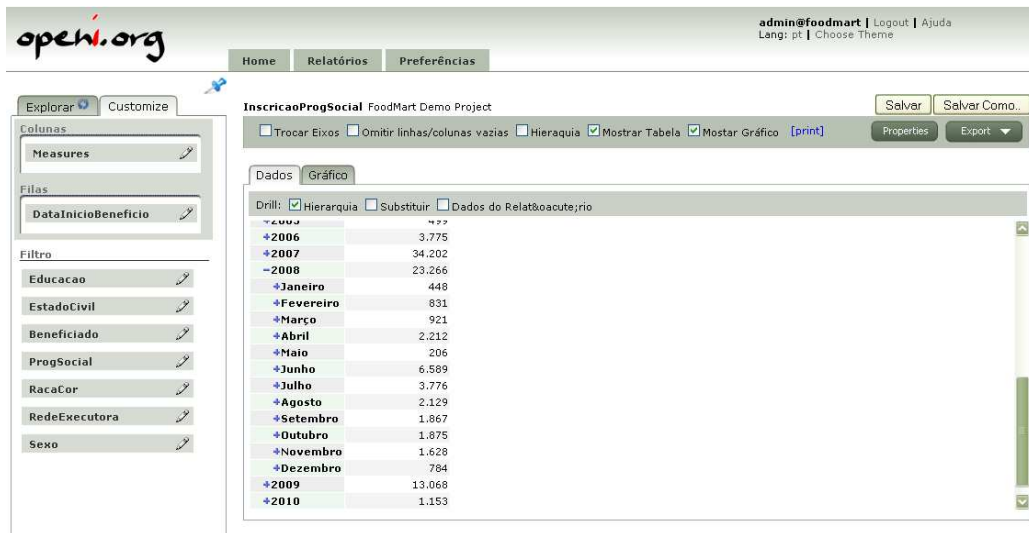 openi.org
admin@foodmart | Logout | Ajuda
Lang: pt | Choose Theme
Home Relatórios Preferências
Explorar Customize
Colunas
Measures
Filas
DataInicioBeneficio
Filtro
Educacao
EstadoCivil
Beneficiado
ProgSocial
RacaCor
RedeExecutora
Sexo
InscricaoProgSocial FoodMart Demo Project
Salvar Salvar Como..
Trocar Eixos Omitir linhas/colunas vazias Hieraquia Mostrar Tabela Mostar Gráfico [print]
Properties Export
Dados Gráfico
Drill: Hierarquia Substituir Dados do Relat&oacute;rio
+2005 499
+2006 3.775
+2007 34.202
-2008 23.266
+Janeiro 448
+Fevereiro 831
+Março 921
+Abril 2.212
+Maio 206
+Junho 6.589
+Julho 3.776
+Agosto 2.129
+Setembro 1.867
+Outubro 1.875
+Novembro 1.628
+Dezembro 784
+2009 13.068
+2010 1.153